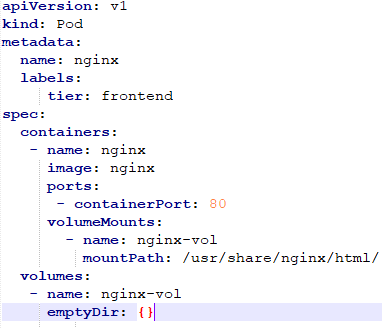 apiVersion: v1
kind: Pod
metadata:
  name: nginx
  labels:
     tier: frontend
spec:
  containers:
   - name: nginx
     image: nginx
     ports:
      - containerPort: 80
     volumeMounts:
       - name: nginx-vol
         mountPath: /usr/share/nginx/html/
  volumes:
   - name: nginx-vol
     emptyDir: {}